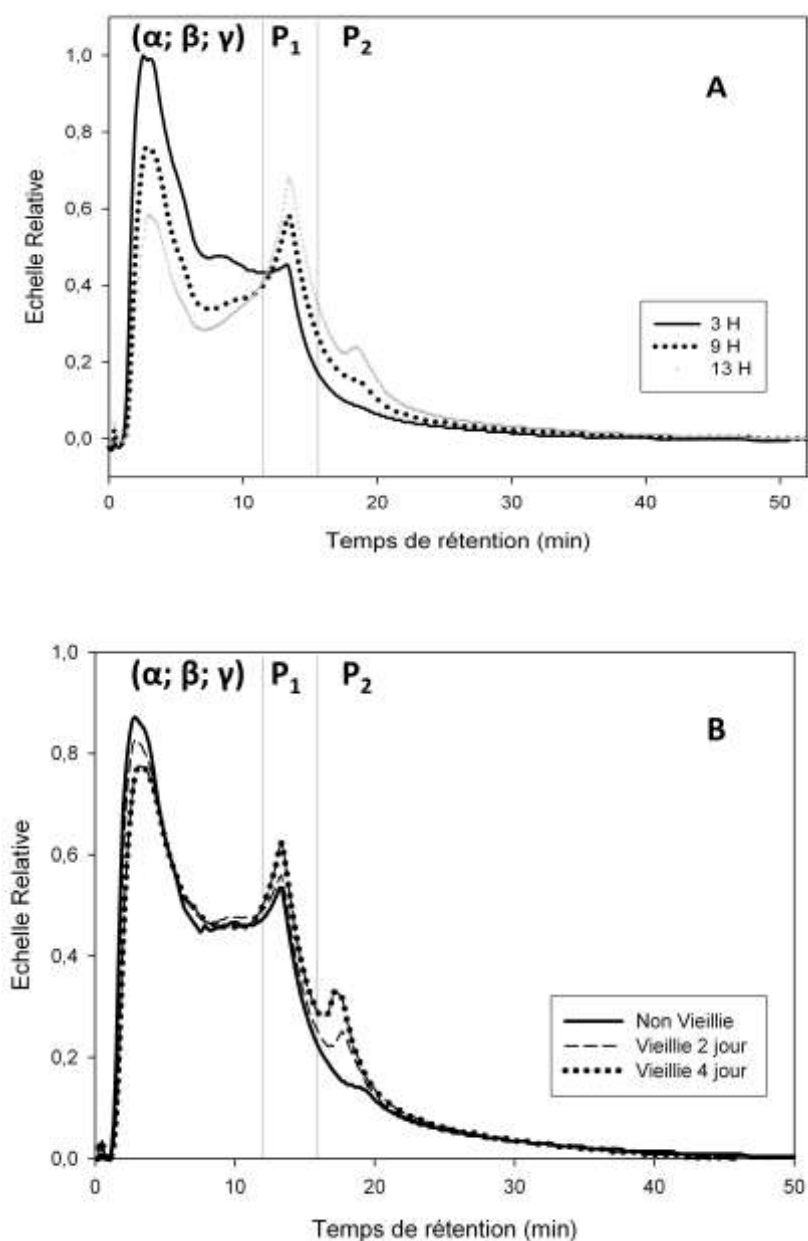 (α; β; γ) P1 P2
A
1,0
0,8
0,6
0,4
0,2
0,0
Echelle Relative
3 H
9 H
13 H
0 10 20 30 40 50
Temps de rétention (min)
1,0
(α; β; γ) P1 P2
B
0,8
0,6
0,4
0,2
0,0
Echelle Relative
Non Vieillie
Vieillie 2 jour
Vieillie 4 jour
0 10 20 30 40 50
Temps de rétention (min)